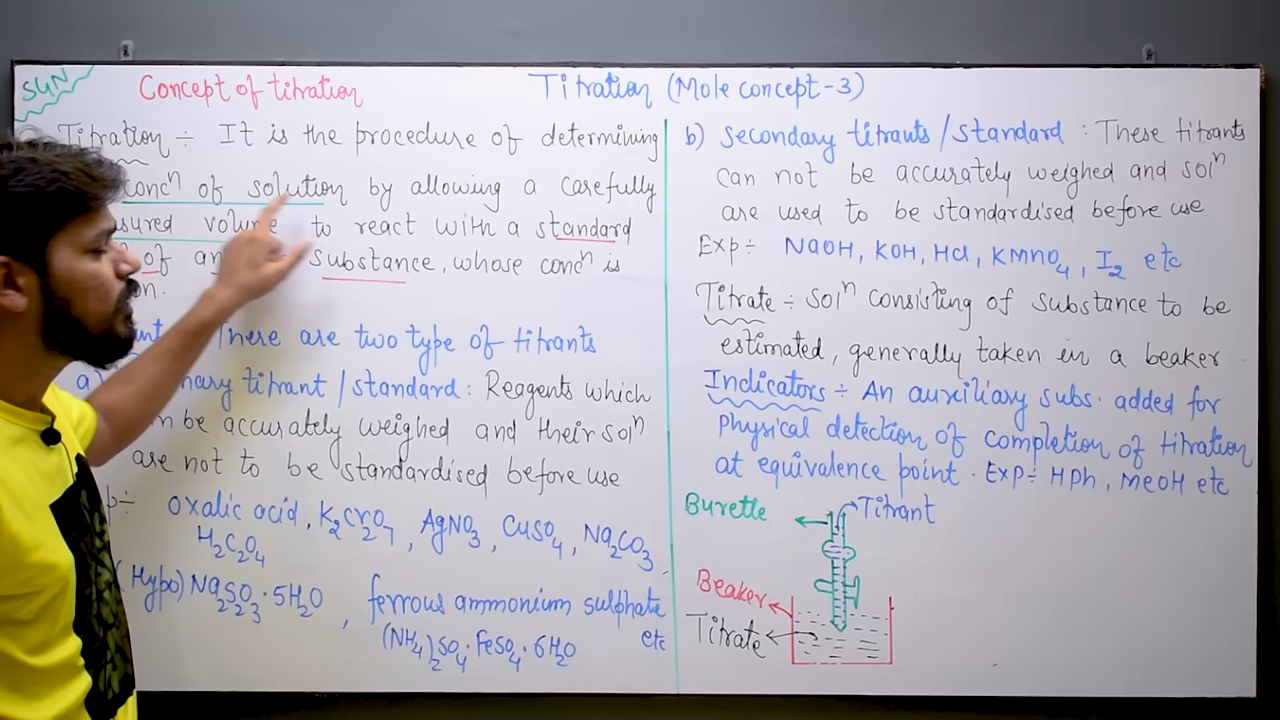 SGN
Concept of titration
Titration (Mole concept-3)
Titration ÷ It is the procedure of determining
concⁿ of solution by allowing a carefully
sured volume to react with a standard
of an substance, whose concⁿ is
on.
There are two type of titrants
a) nary titrant / standard : Reagents which
n be accurately weighed and their solⁿ
are not to be standardised before use
p ÷ oxalic acid, K₂Cr₂O₇, AgNO₃, CuSO₄, Na₂CO₃,
H₂C₂O₄
(Hypo) Na₂S₂O₃·5H₂O, ferrous ammonium sulphate
(NH₄)₂SO₄·FeSO₄·6H₂O etc
b) Secondary titrants / standard : These titrants
can not be accurately weighed and solⁿ
are used to be standardised before use
Exp ÷ NaOH, KOH, HCl, KMnO₄, I₂ etc
Titrate ÷ Solⁿ consisting of substance to be
estimated, generally taken in a beaker
Indicators ÷ An auxiliary subs. added for
physical detection of completion of titration
at equivalence point. Exp ÷ HPh, MeOH etc
Burette
Titrant
Beaker
Titrate